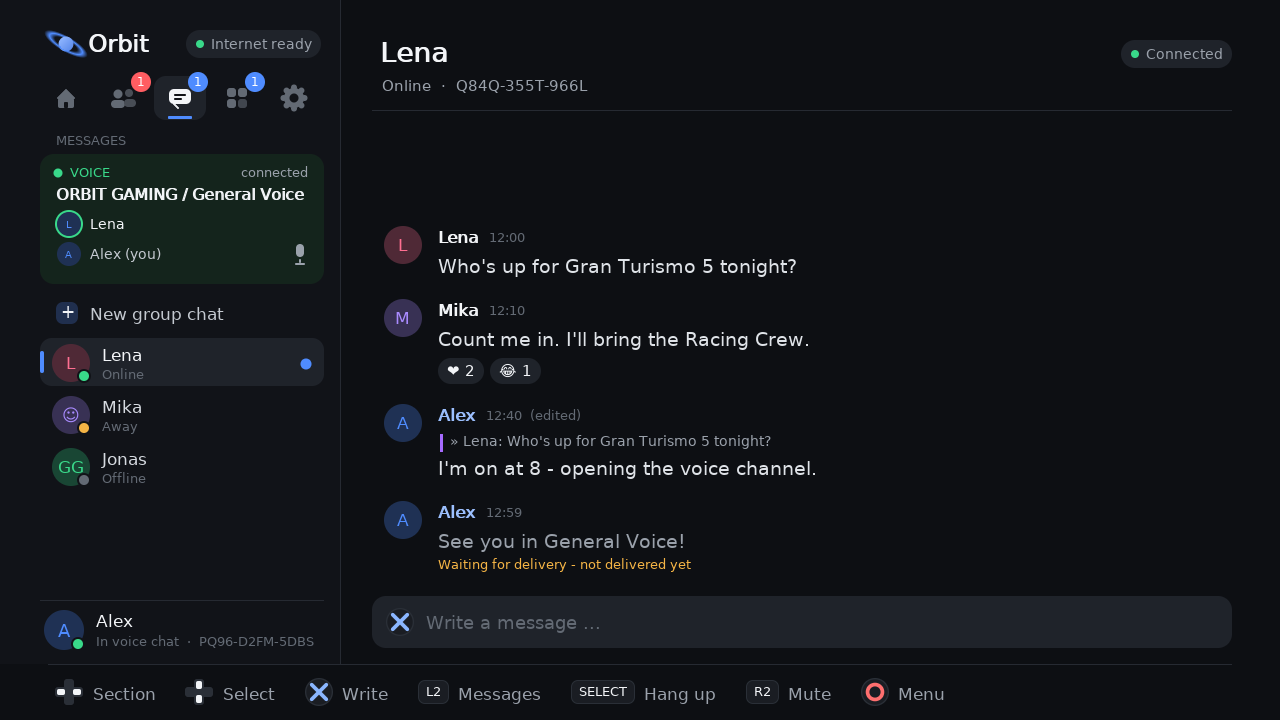 Orbit
Internet ready
1
1
1
MESSAGES
VOICE
connected
ORBIT GAMING / General Voice
L
Lena
A
Alex (you)
+
New group chat
L
Lena
Online
Mika
Away
GG
Jonas
Offline
A
Alex
In voice chat · PQ96-D2FM-5DBS
Lena
Connected
Online · Q84Q-355T-966L
L
Lena 12:00
Who's up for Gran Turismo 5 tonight?
M
Mika 12:10
Count me in. I'll bring the Racing Crew.
❤ 2
😂 1
A
Alex 12:40 (edited)
» Lena: Who's up for Gran Turismo 5 tonight?
I'm on at 8 - opening the voice channel.
A
Alex 12:59
See you in General Voice!
Waiting for delivery - not delivered yet
Write a message ...
Section
Select
Write
L2 Messages
SELECT Hang up
R2 Mute
Menu